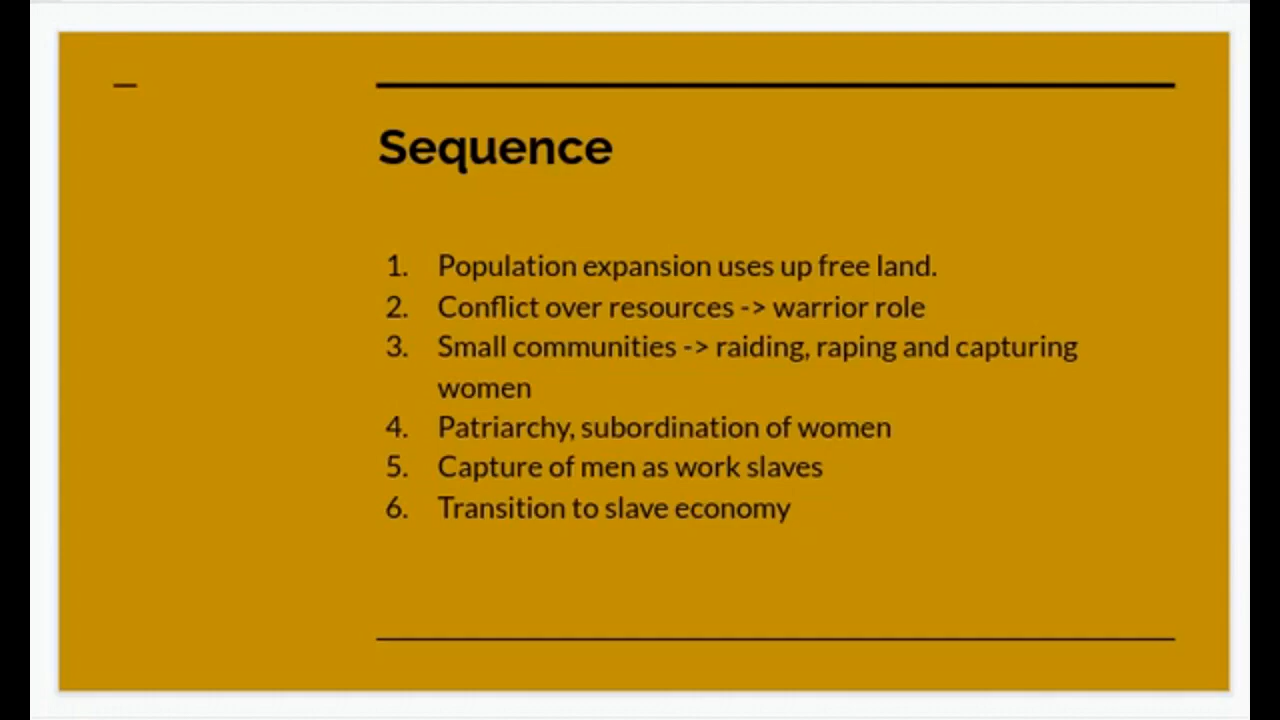 Sequence
1. Population expansion uses up free land.
2. Conflict over resources -> warrior role
3. Small communities -> raiding, raping and capturing
women
4. Patriarchy, subordination of women
5. Capture of men as work slaves
6. Transition to slave economy